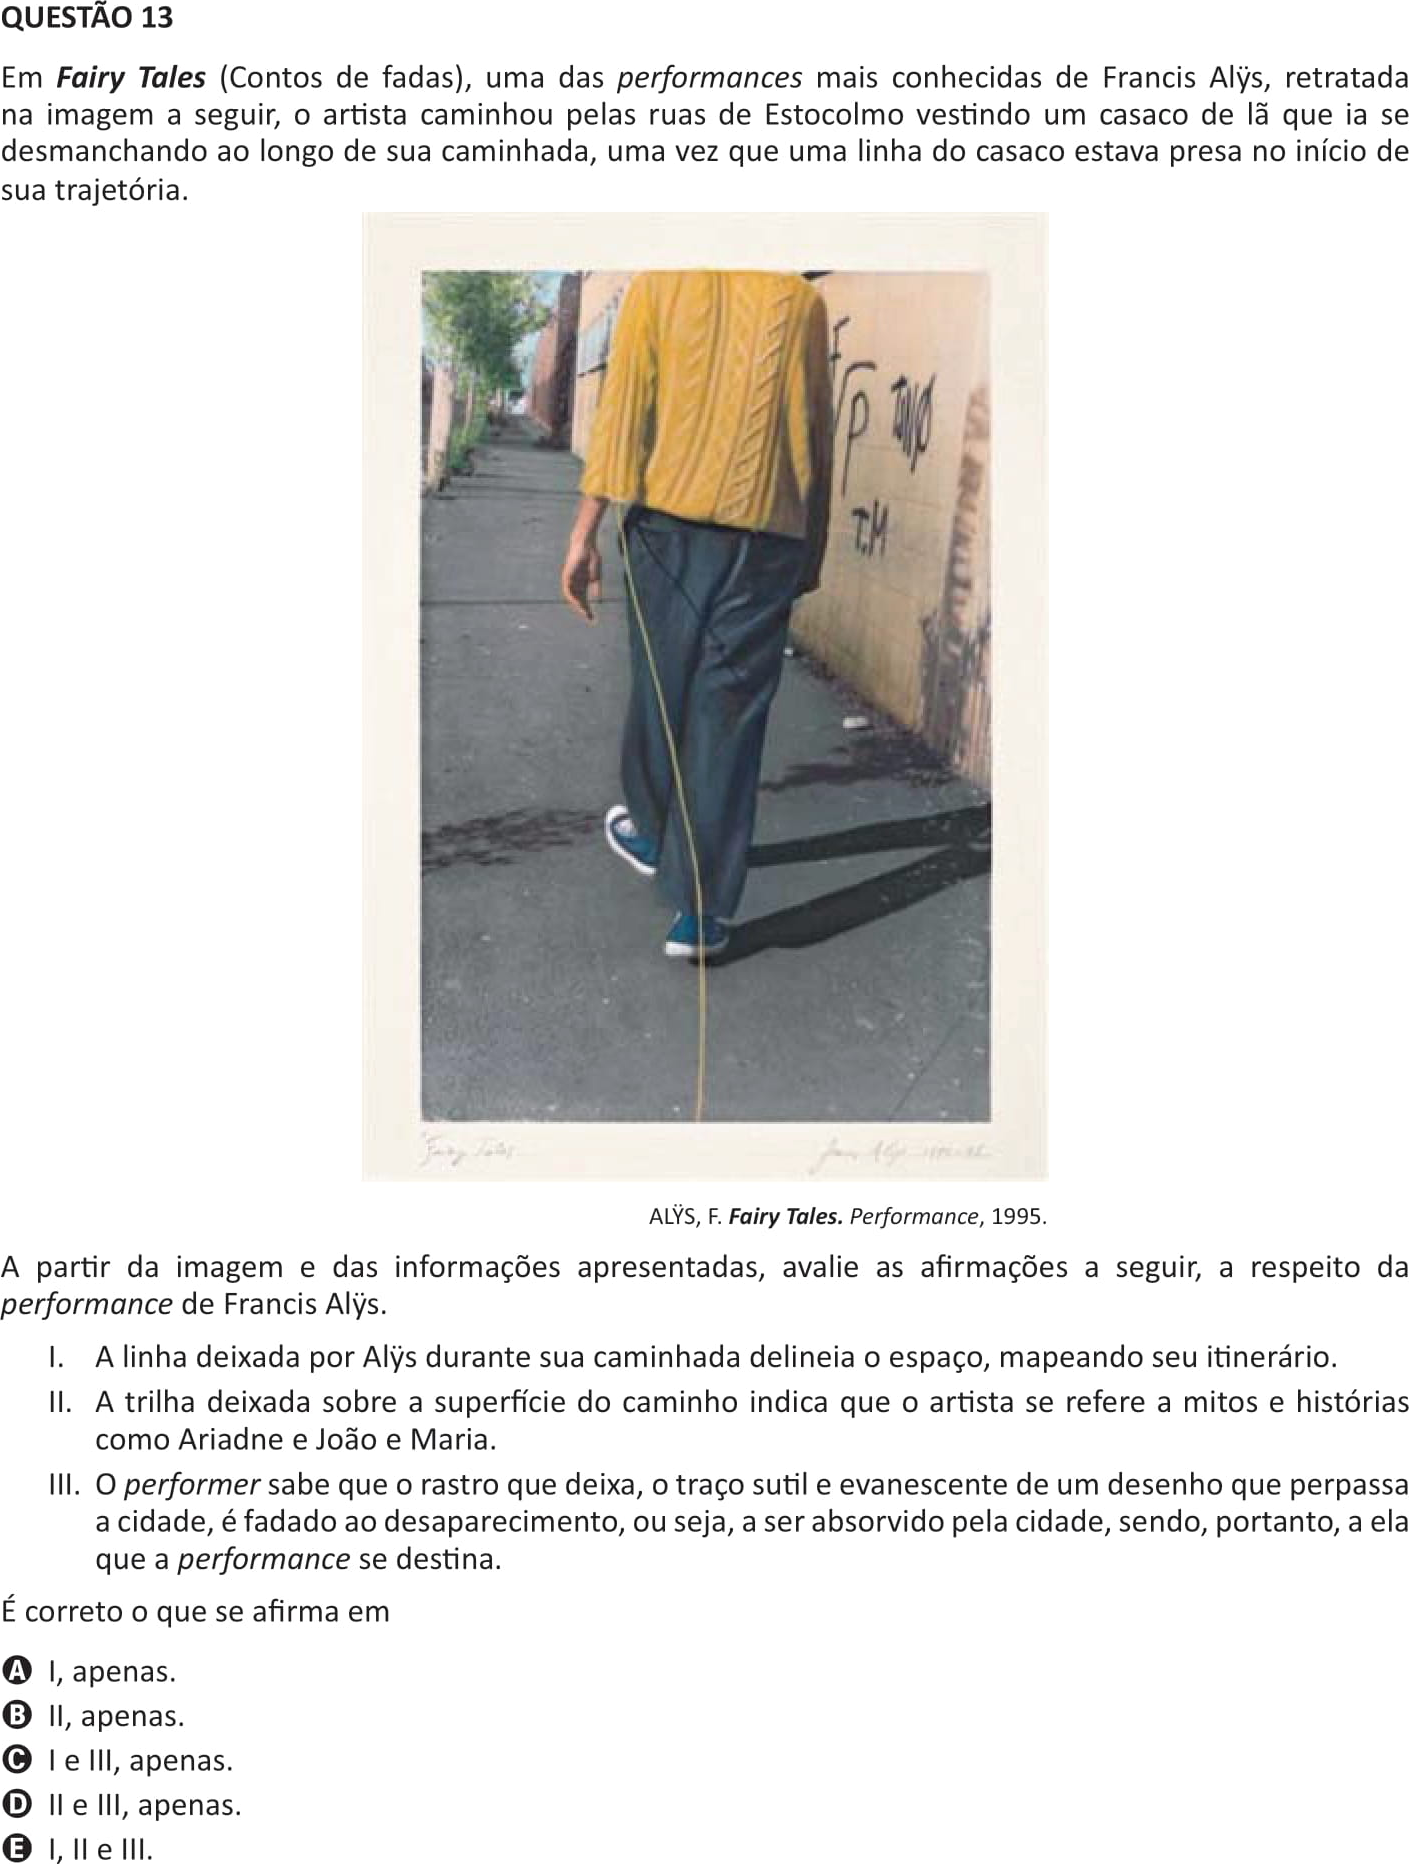 QUESTÃO 13
Em Fairy Tales (Contos de fadas), uma das performances mais conhecidas de Francis Alÿs, retratada
na imagem a seguir, o artista caminhou pelas ruas de Estocolmo vestindo um casaco de lã que ia se
desmanchando ao longo de sua caminhada, uma vez que uma linha do casaco estava presa no início de
sua trajetória.
T.M
Fairy Tales
ALŸS, F. Fairy Tales. Performance, 1995.
A partir da imagem e das informações apresentadas, avalie as afirmações a seguir, a respeito da
performance de Francis Alÿs.
I. A linha deixada por Alÿs durante sua caminhada delineia o espaço, mapeando seu itinerário.
II. A trilha deixada sobre a superfície do caminho indica que o artista se refere a mitos e histórias
como Ariadne e João e Maria.
III. O performer sabe que o rastro que deixa, o traço sutil e evanescente de um desenho que perpassa
a cidade, é fadado ao desaparecimento, ou seja, a ser absorvido pela cidade, sendo, portanto, a ela
que a performance se destina.
É correto o que se afirma em
A I, apenas.
B II, apenas.
C I e III, apenas.
D II e III, apenas.
E I, II e III.